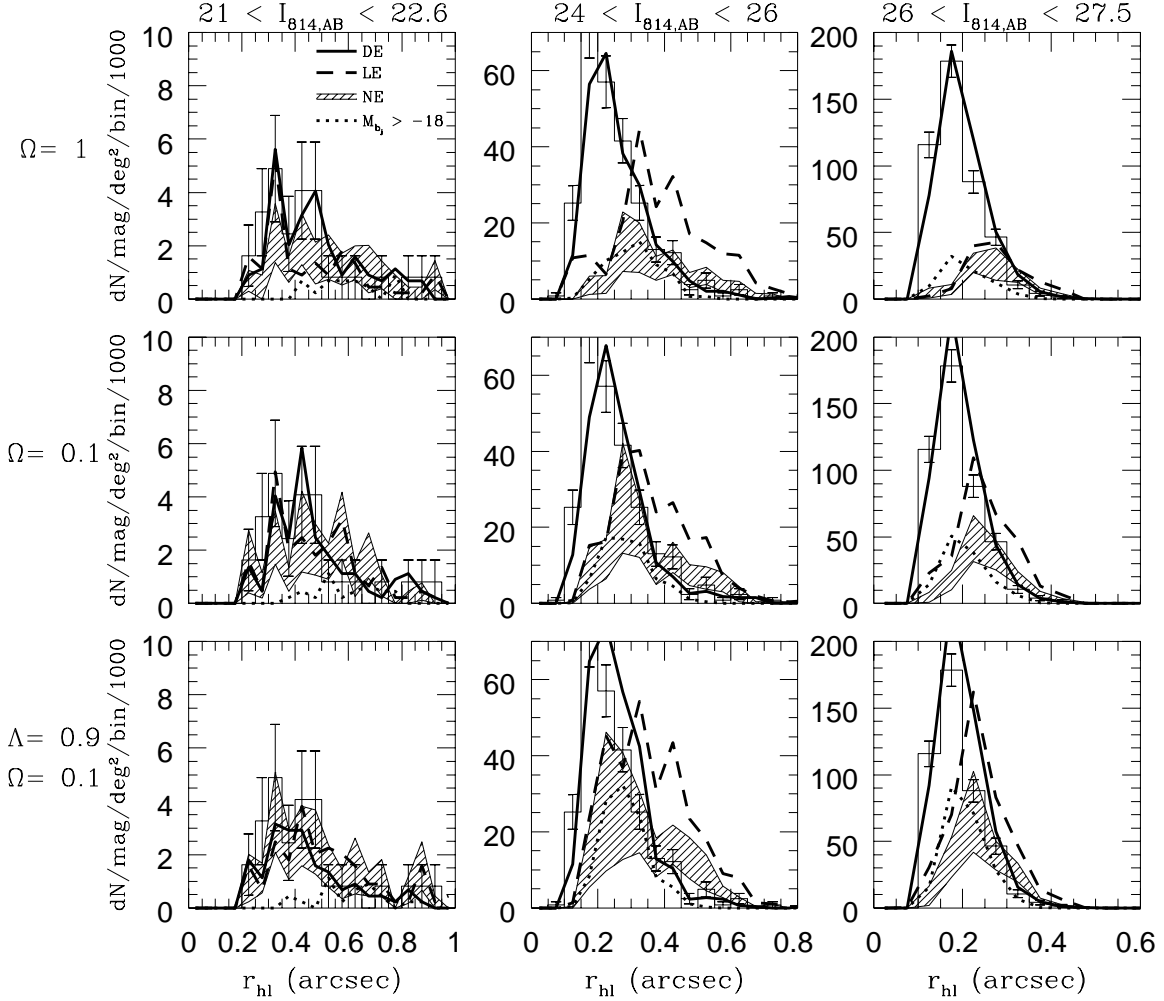 21 < I814,AB < 22.6
24 < I814,AB < 26
26 < I814,AB < 27.5
Ω= 1
dN/mag/deg²/bin/1000
10
8
6
4
2
0
DE
LE
NE
Mbj > −18
60
40
20
0
200
150
100
50
0
Ω= 0.1
dN/mag/deg²/bin/1000
10
8
6
4
2
0
60
40
20
0
200
150
100
50
0
Λ= 0.9
Ω= 0.1
dN/mag/deg²/bin/1000
10
8
6
4
2
0
60
40
20
0
200
150
100
50
0
0 0.2 0.4 0.6 0.8 1
0 0.2 0.4 0.6 0.8
0 0.2 0.4 0.6
rhl (arcsec)
rhl (arcsec)
rhl (arcsec)